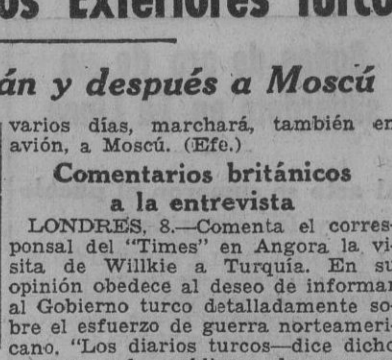 os Exteriores turco
án y después a Moscú
varios días, marchará, también en
avión, a Moscú. (Efe.)
Comentarios británicos
a la entrevista
LONDRES, 8.—Comenta el corres-
ponsal del "Times" en Angora la vi-
sita de Willkie a Turquía. En su
opinión obedece al deseo de informar
al Gobierno turco detalladamente so-
bre el esfuerzo de guerra norteameri-
cano. "Los diarios turcos—dice dich